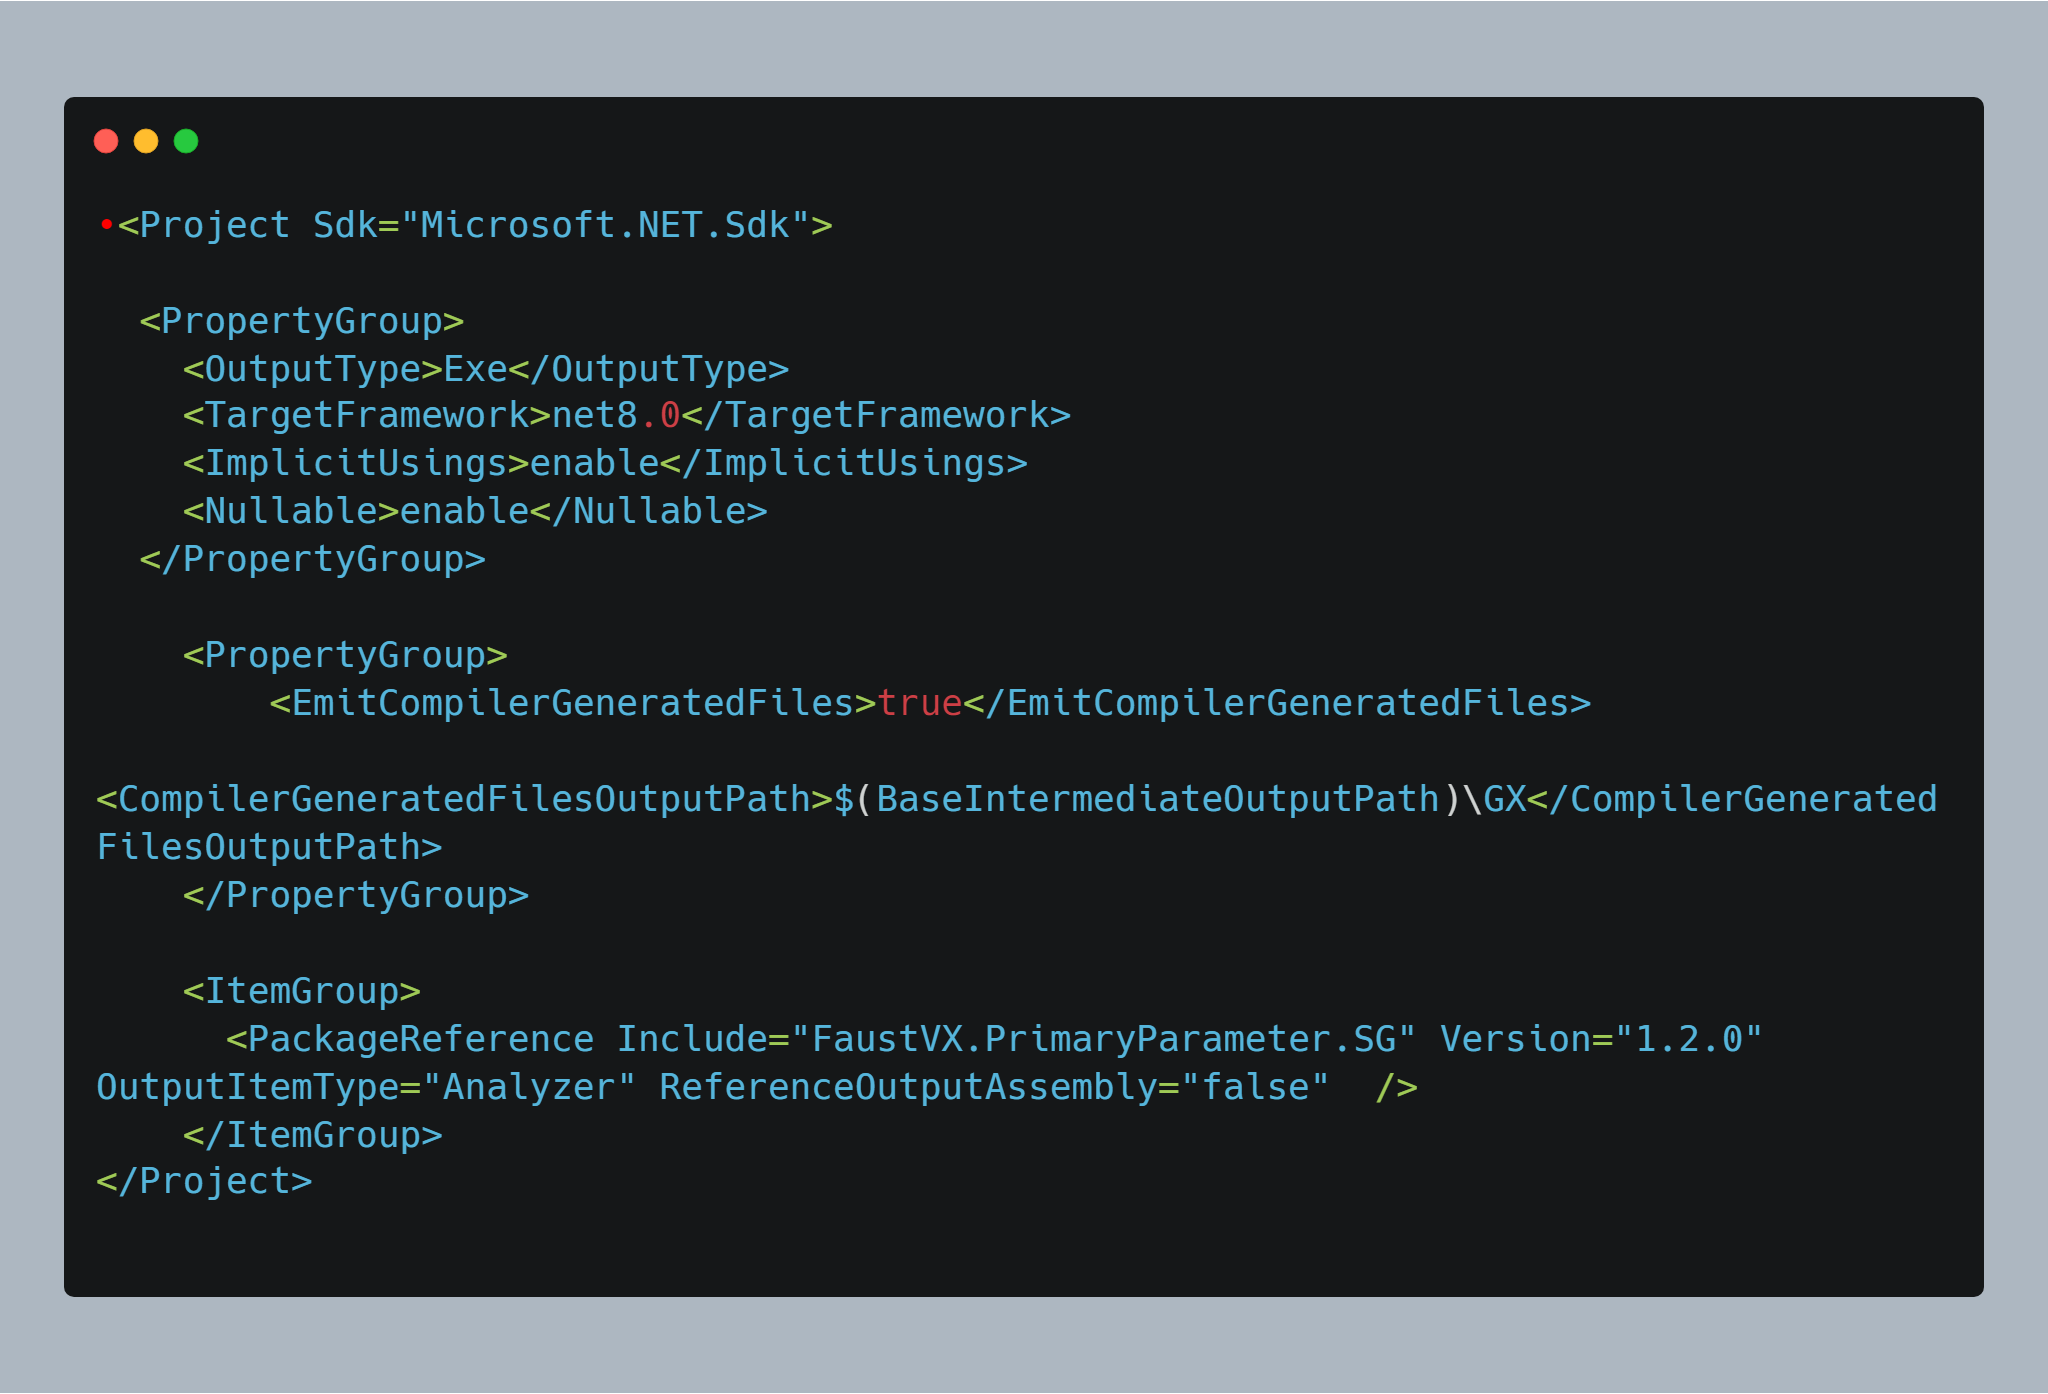 •<Project Sdk="Microsoft.NET.Sdk">
<PropertyGroup>
<OutputType>Exe</OutputType>
<TargetFramework>net8.0</TargetFramework>
<ImplicitUsings>enable</ImplicitUsings>
<Nullable>enable</Nullable>
</PropertyGroup>
<PropertyGroup>
<EmitCompilerGeneratedFiles>true</EmitCompilerGeneratedFiles>
<CompilerGeneratedFilesOutputPath>$(BaseIntermediateOutputPath)\GX</CompilerGenerated
FilesOutputPath>
</PropertyGroup>
<ItemGroup>
<PackageReference Include="FaustVX.PrimaryParameter.SG" Version="1.2.0"
OutputItemType="Analyzer" ReferenceOutputAssembly="false"  />
</ItemGroup>
</Project>